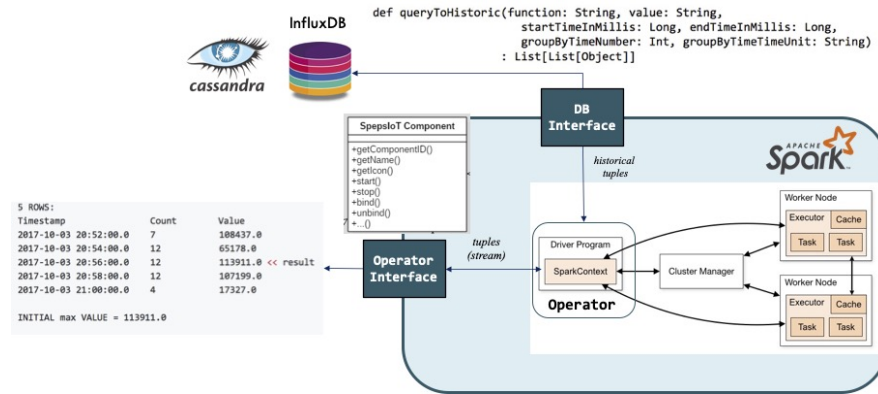 InfluxDB
cassandra
def queryToHistoric(function: String, value: String,
startTimeInMillis: Long, endTimeInMillis: Long,
groupByTimeNumber: Int, groupByTimeTimeUnit: String)
: List[List[Object]]
DB
Interface
APACHE
Spark
SpepsIoT Component
+getComponentID()
+getName()
+getIcon()
+start()
+stop()
+bind()
+unbind()
+...()
historical
tuples
5 ROWS:
Timestamp Count Value
2017-10-03 20:52:00.0 7 108437.0
2017-10-03 20:54:00.0 12 65178.0
2017-10-03 20:56:00.0 12 113911.0 << result
2017-10-03 20:58:00.0 12 107199.0
2017-10-03 21:00:00.0 4 17327.0
INITIAL max VALUE = 113911.0
Operator
Interface
tuples
(stream)
Driver Program
SparkContext
Operator
Cluster Manager
Worker Node
Executor Cache
Task Task
Worker Node
Executor Cache
Task Task